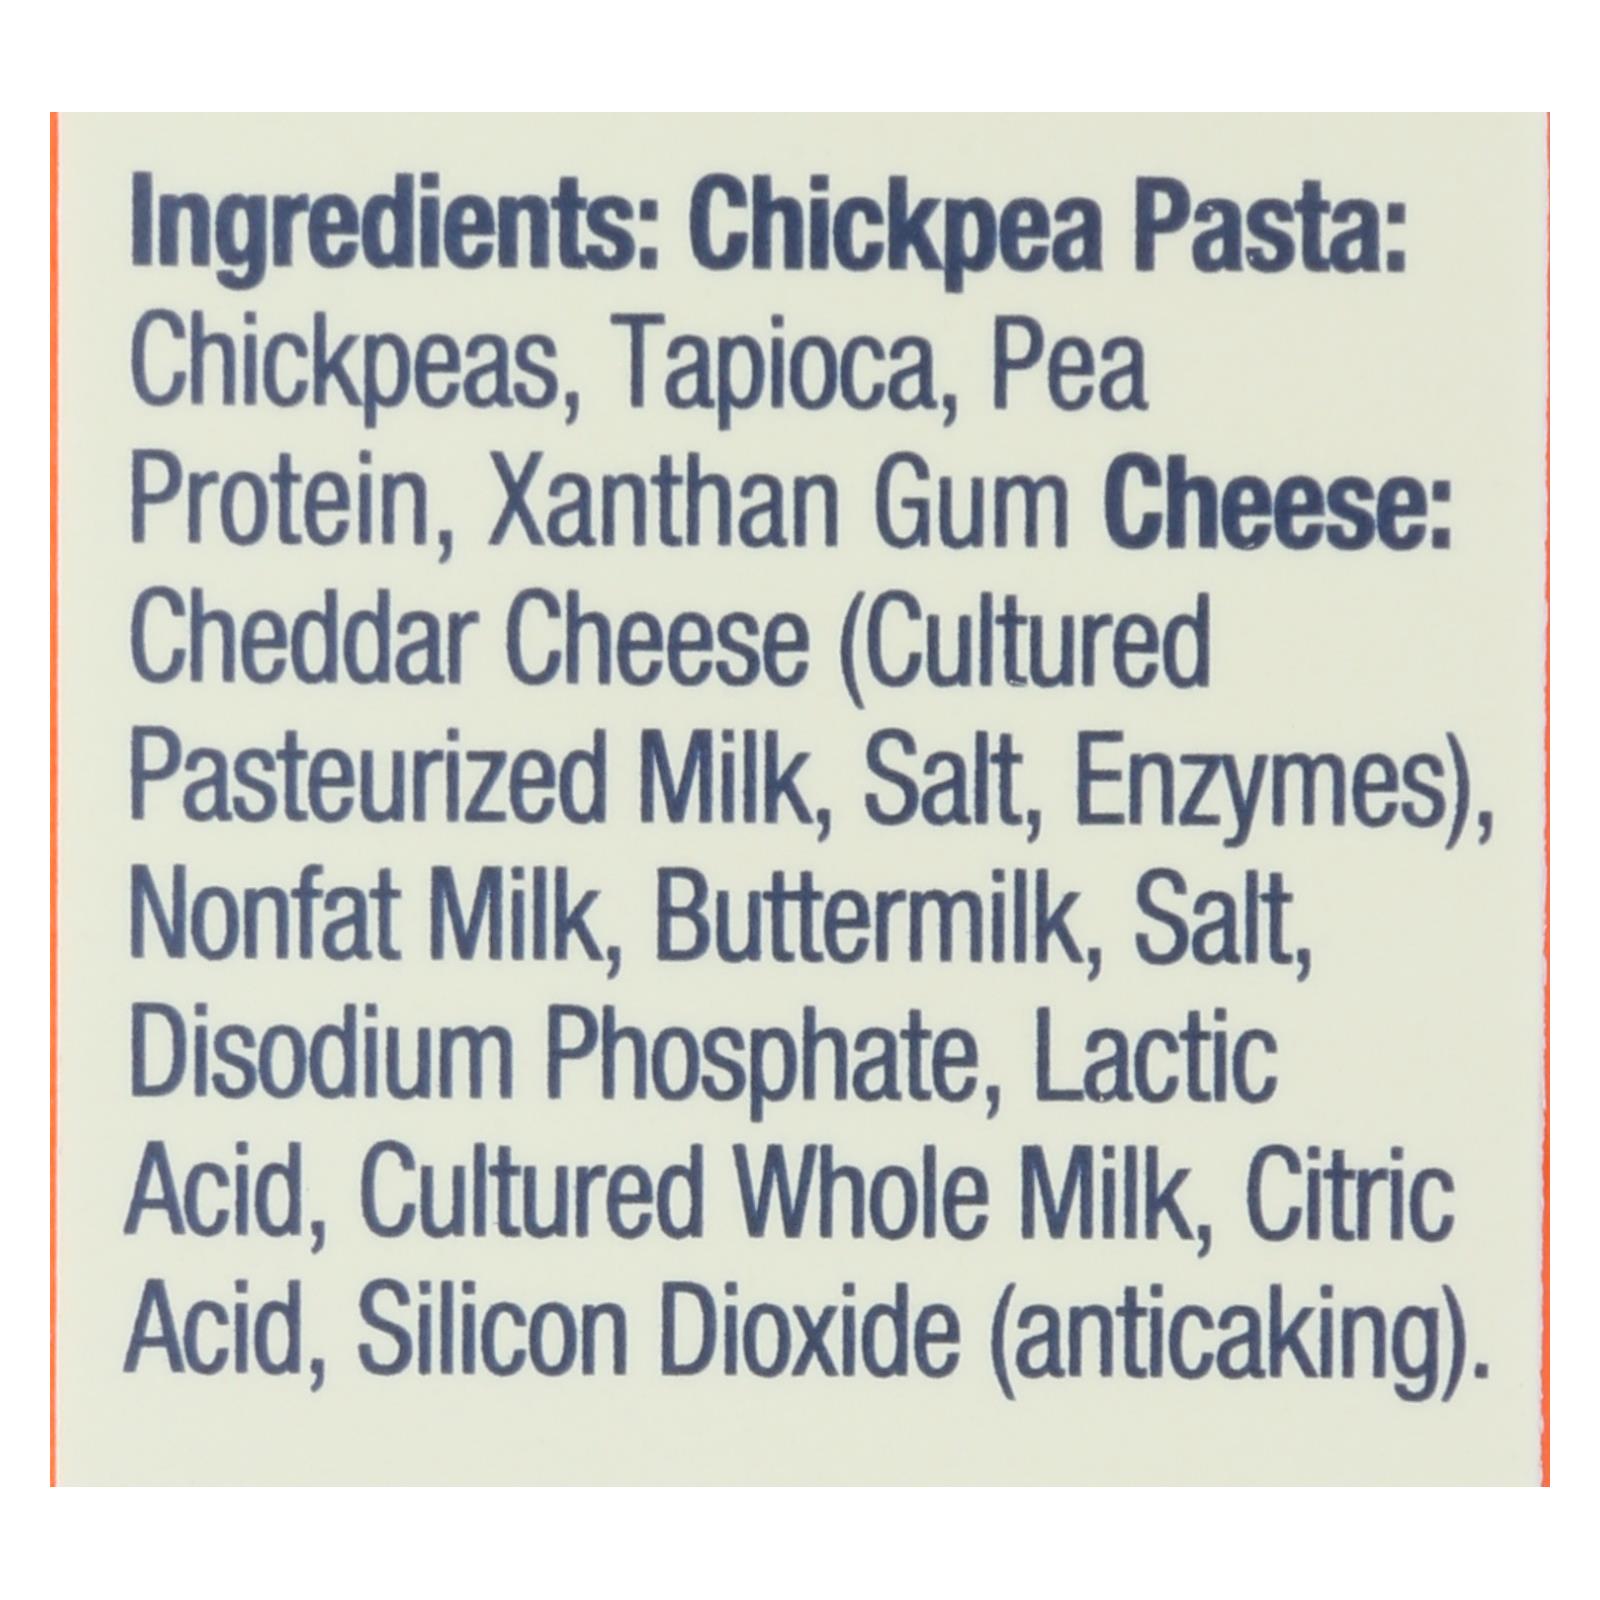 Ingredients: Chickpea Pasta:
Chickpeas, Tapioca, Pea
Protein, Xanthan Gum Cheese:
Cheddar Cheese (Cultured
Pasteurized Milk, Salt, Enzymes),
Nonfat Milk, Buttermilk, Salt,
Disodium Phosphate, Lactic
Acid, Cultured Whole Milk, Citric
Acid, Silicon Dioxide (anticaking).